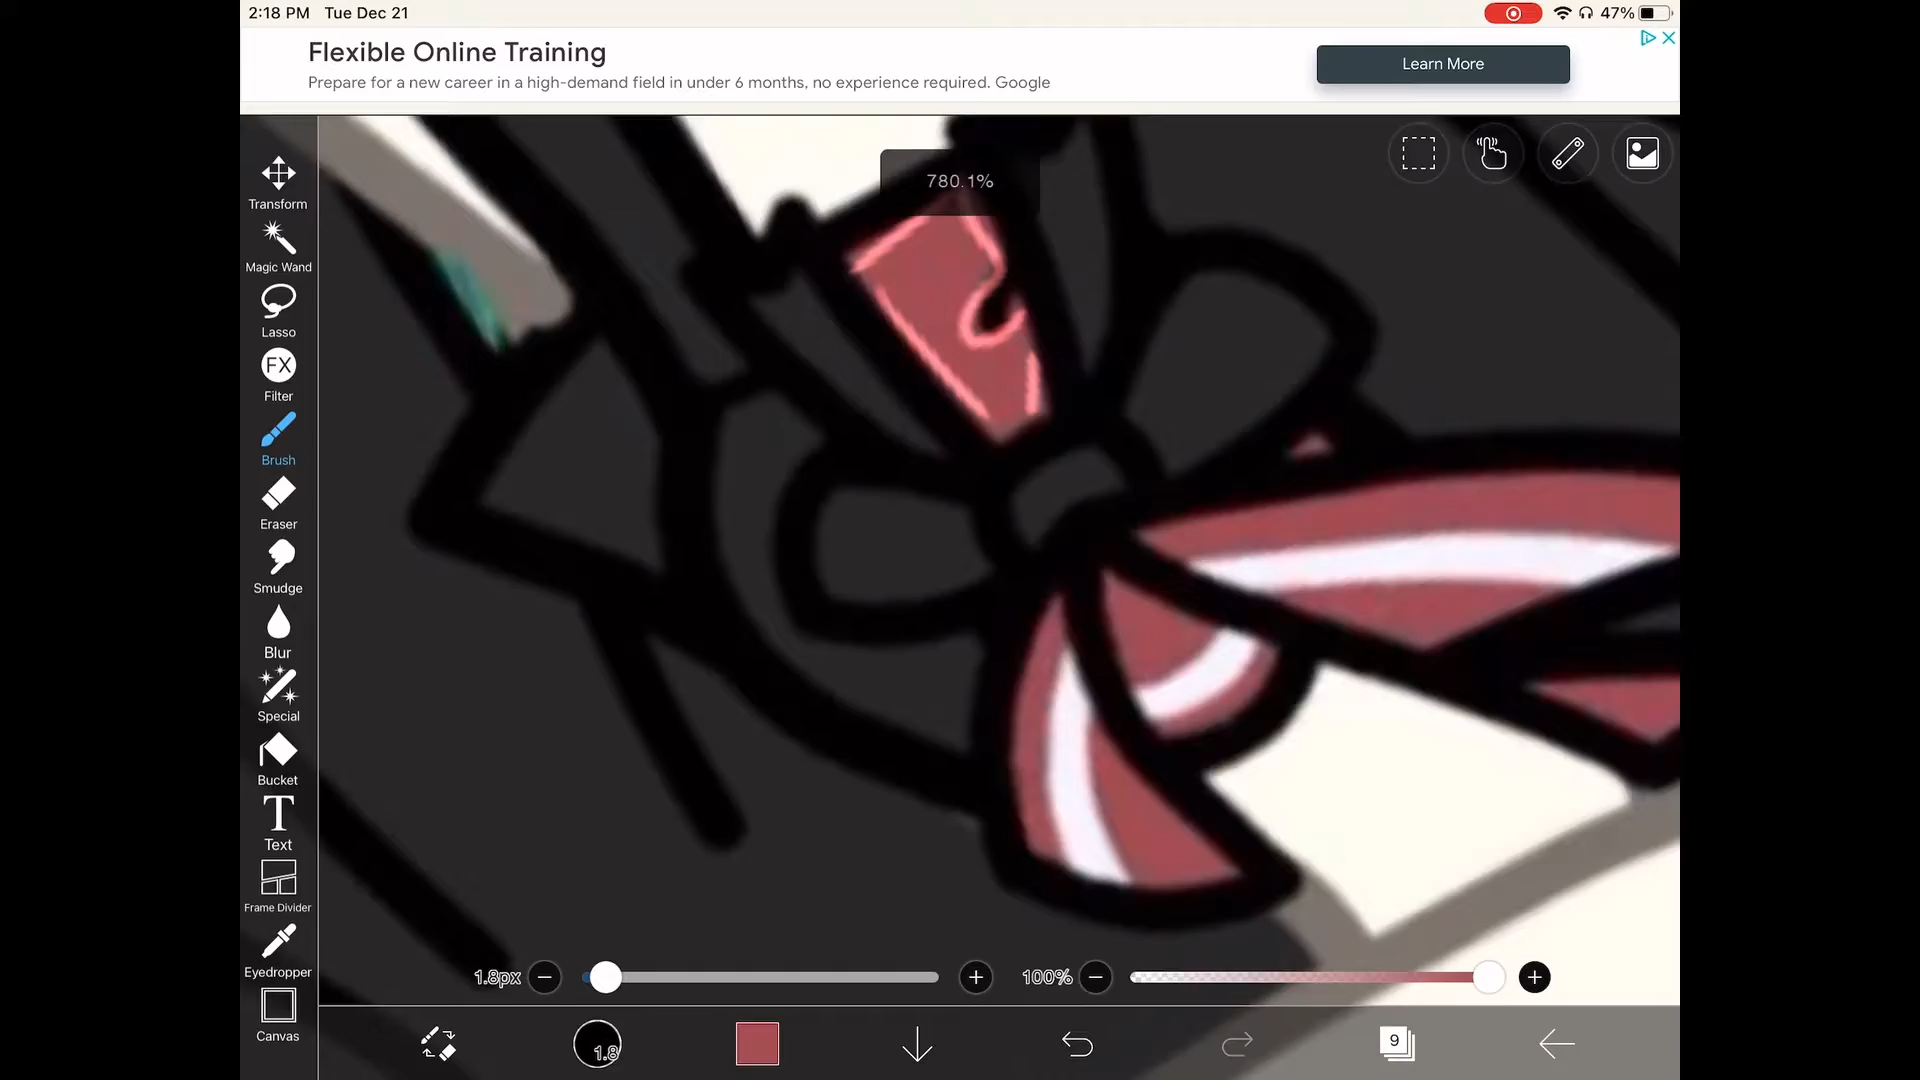 2:18 PM Tue Dec 21
47%
Flexible Online Training
Prepare for a new career in a high-demand field in under 6 months, no experience required. Google
Learn More
780.1%
Transform
Magic Wand
Lasso
FX
Filter
Brush
Eraser
Smudge
Blur
Special
Bucket
T
Text
Frame Divider
Eyedropper
Canvas
1.8px
100%
1.8
9